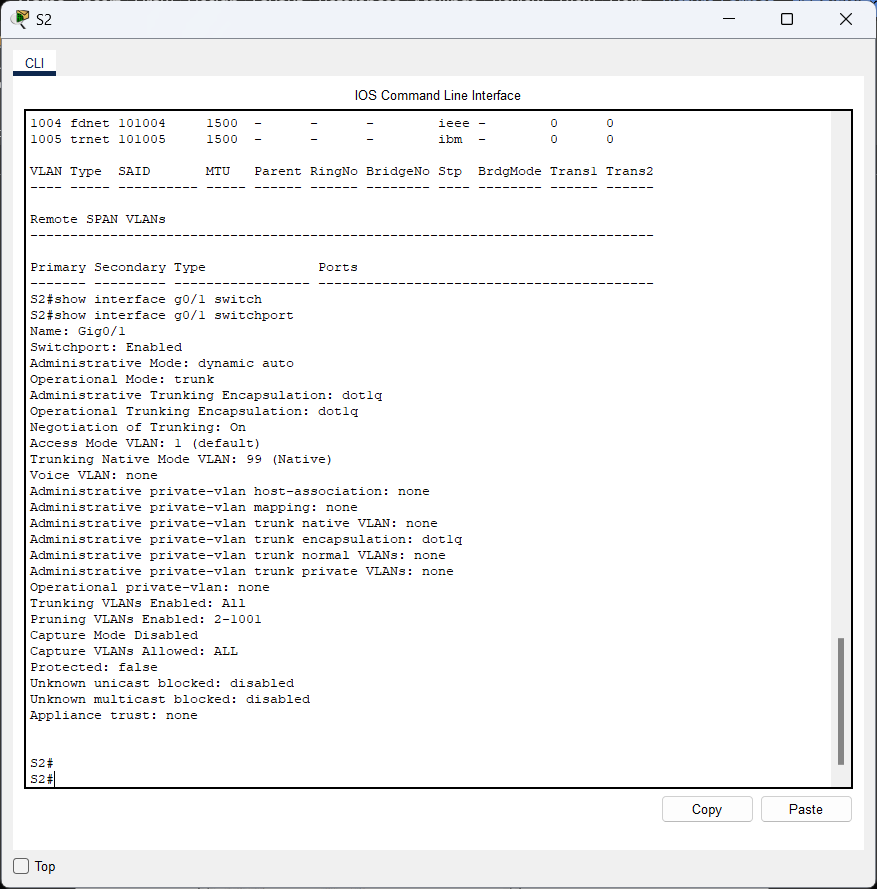 S2
CLI
IOS Command Line Interface
1004 fdnet 101004     1500  -      -      -        ieee -        0      0
1005 trnet 101005     1500  -      -      -        ibm  -        0      0
VLAN Type  SAID       MTU   Parent RingNo BridgeNo Stp  BrdgMode Trans1 Trans2
---- ----- ---------- ----- ------ ------ -------- ---- -------- ------ ------
Remote SPAN VLANs
------------------------------------------------------------------------------
Primary Secondary Type              Ports
------- --------- ----------------- ------------------------------------------
S2#show interface g0/1 switch
S2#show interface g0/1 switchport
Name: Gig0/1
Switchport: Enabled
Administrative Mode: dynamic auto
Operational Mode: trunk
Administrative Trunking Encapsulation: dot1q
Operational Trunking Encapsulation: dot1q
Negotiation of Trunking: On
Access Mode VLAN: 1 (default)
Trunking Native Mode VLAN: 99 (Native)
Voice VLAN: none
Administrative private-vlan host-association: none
Administrative private-vlan mapping: none
Administrative private-vlan trunk native VLAN: none
Administrative private-vlan trunk encapsulation: dot1q
Administrative private-vlan trunk normal VLANs: none
Administrative private-vlan trunk private VLANs: none
Operational private-vlan: none
Trunking VLANs Enabled: All
Pruning VLANs Enabled: 2-1001
Capture Mode Disabled
Capture VLANs Allowed: ALL
Protected: false
Unknown unicast blocked: disabled
Unknown multicast blocked: disabled
Appliance trust: none
S2#
S2#
Copy
Paste
Top